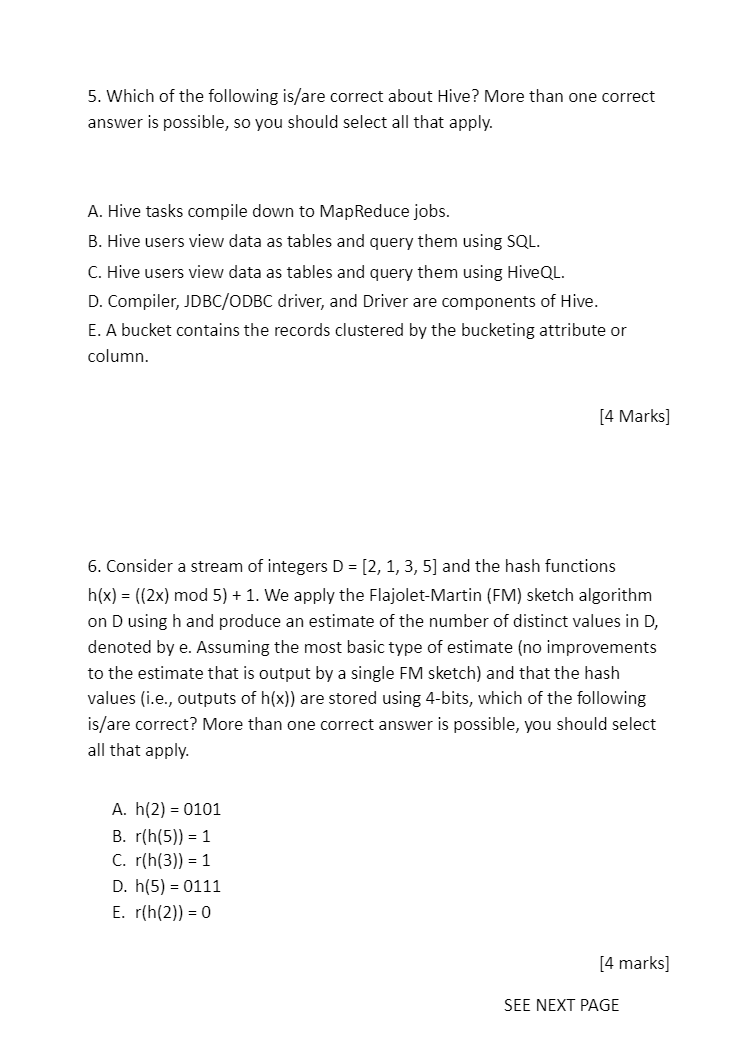 5. Which of the following is/are correct about Hive? More than one correct
answer is possible, so you should select all that apply.
A. Hive tasks compile down to MapReduce jobs.
B. Hive users view data as tables and query them using SQL.
C. Hive users view data as tables and query them using HiveQL.
D. Compiler, JDBC/ODBC driver, and Driver are components of Hive.
E. A bucket contains the records clustered by the bucketing attribute or
column.
[4 Marks]
6. Consider a stream of integers D = [2, 1, 3, 5] and the hash functions
h(x) = ((2x) mod 5) + 1. We apply the Flajolet-Martin (FM) sketch algorithm
on D using h and produce an estimate of the number of distinct values in D,
denoted by e. Assuming the most basic type of estimate (no improvements
to the estimate that is output by a single FM sketch) and that the hash
values (i.e., outputs of h(x)) are stored using 4-bits, which of the following
is/are correct? More than one correct answer is possible, you should select
all that apply.
A. h(2) = 0101
B. r(h(5)) = 1
C. r(h(3)) = 1
D. h(5) = 0111
E. r(h(2)) = 0
[4 marks]
SEE NEXT PAGE